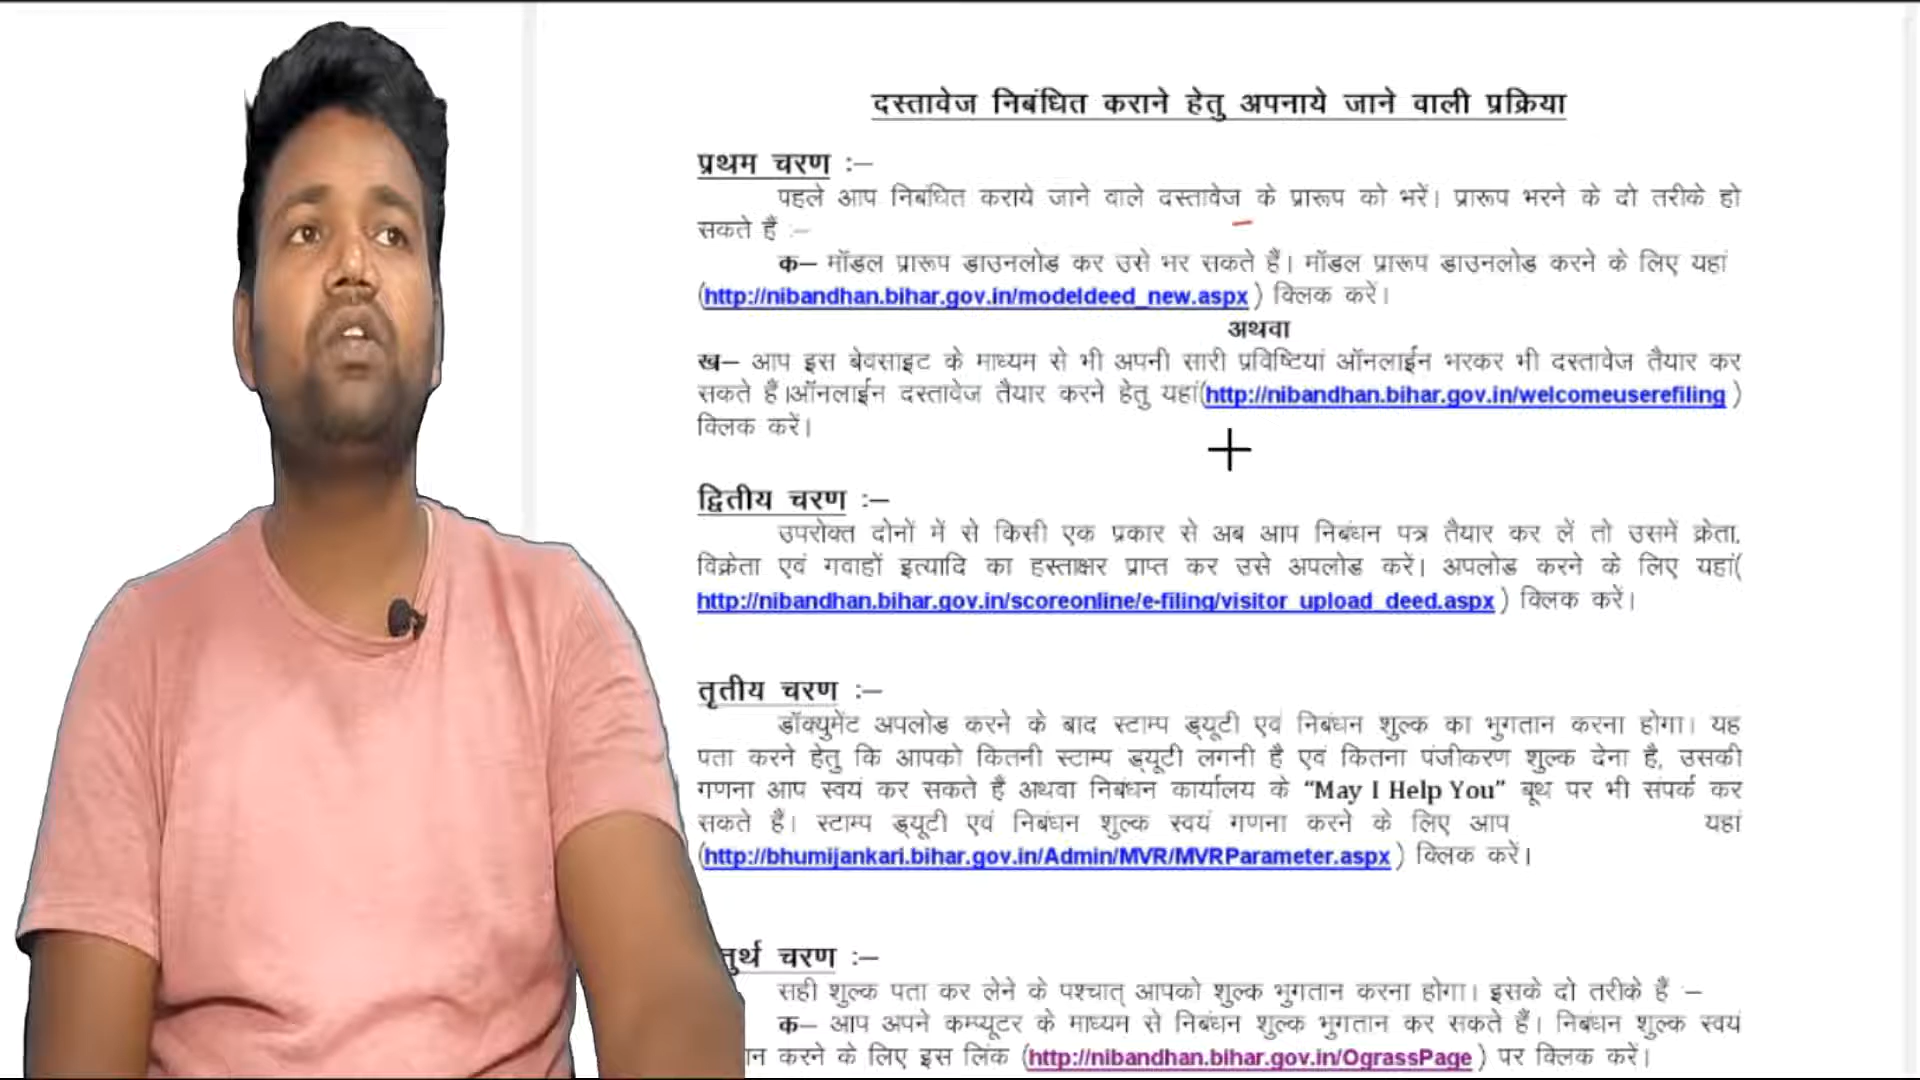 दस्तावेज निबंधित कराने हेतु अपनाये जाने वाली प्रक्रिया
प्रथम चरण :–
पहले आप निबंधित कराये जाने वाले दस्तावेज के प्रारूप को भरें। प्रारूप भरने के दो तरीके हो
सकते हैं :–
क– मॉडल प्रारूप डाउनलोड कर उसे भर सकते हैं। मॉडल प्रारूप डाउनलोड करने के लिए यहां
(http://nibandhan.bihar.gov.in/modeldeed_new.aspx ) क्लिक करें।
अथवा
ख– आप इस बेवसाइट के माध्यम से भी अपनी सारी प्रविष्टियां ऑनलाईन भरकर भी दस्तावेज तैयार कर
सकते हैं।ऑनलाईन दस्तावेज तैयार करने हेतु यहां(http://nibandhan.bihar.gov.in/welcomeuserefiling )
क्लिक करें।
द्वितीय चरण :–
उपरोक्त दोनों में से किसी एक प्रकार से अब आप निबंधन पत्र तैयार कर लें तो उसमें क्रेता,
विक्रेता एवं गवाहों इत्यादि का हस्ताक्षर प्राप्त कर उसे अपलोड करें। अपलोड करने के लिए यहां(
http://nibandhan.bihar.gov.in/scoreonline/e-filing/visitor_upload_deed.aspx ) क्लिक करें।
तृतीय चरण :–
डॉक्युमेंट अपलोड करने के बाद स्टाम्प ड्यूटी एवं निबंधन शुल्क का भुगतान करना होगा। यह
पता करने हेतु कि आपको कितनी स्टाम्प ड्यूटी लगनी है एवं कितना पंजीकरण शुल्क देना है, उसकी
गणना आप स्वयं कर सकते हैं अथवा निबंधन कार्यालय के “May I Help You” बूथ पर भी संपर्क कर
सकते हैं। स्टाम्प ड्यूटी एवं निबंधन शुल्क स्वयं गणना करने के लिए आप यहां
(http://bhumijankari.bihar.gov.in/Admin/MVR/MVRParameter.aspx ) क्लिक करें।
तुर्थ चरण :–
सही शुल्क पता कर लेने के पश्चात् आपको शुल्क भुगतान करना होगा। इसके दो तरीके हैं –
क– आप अपने कम्प्यूटर के माध्यम से निबंधन शुल्क भुगतान कर सकते हैं। निबंधन शुल्क स्वयं
न करने के लिए इस लिंक (http://nibandhan.bihar.gov.in/OgrassPage ) पर क्लिक करें।